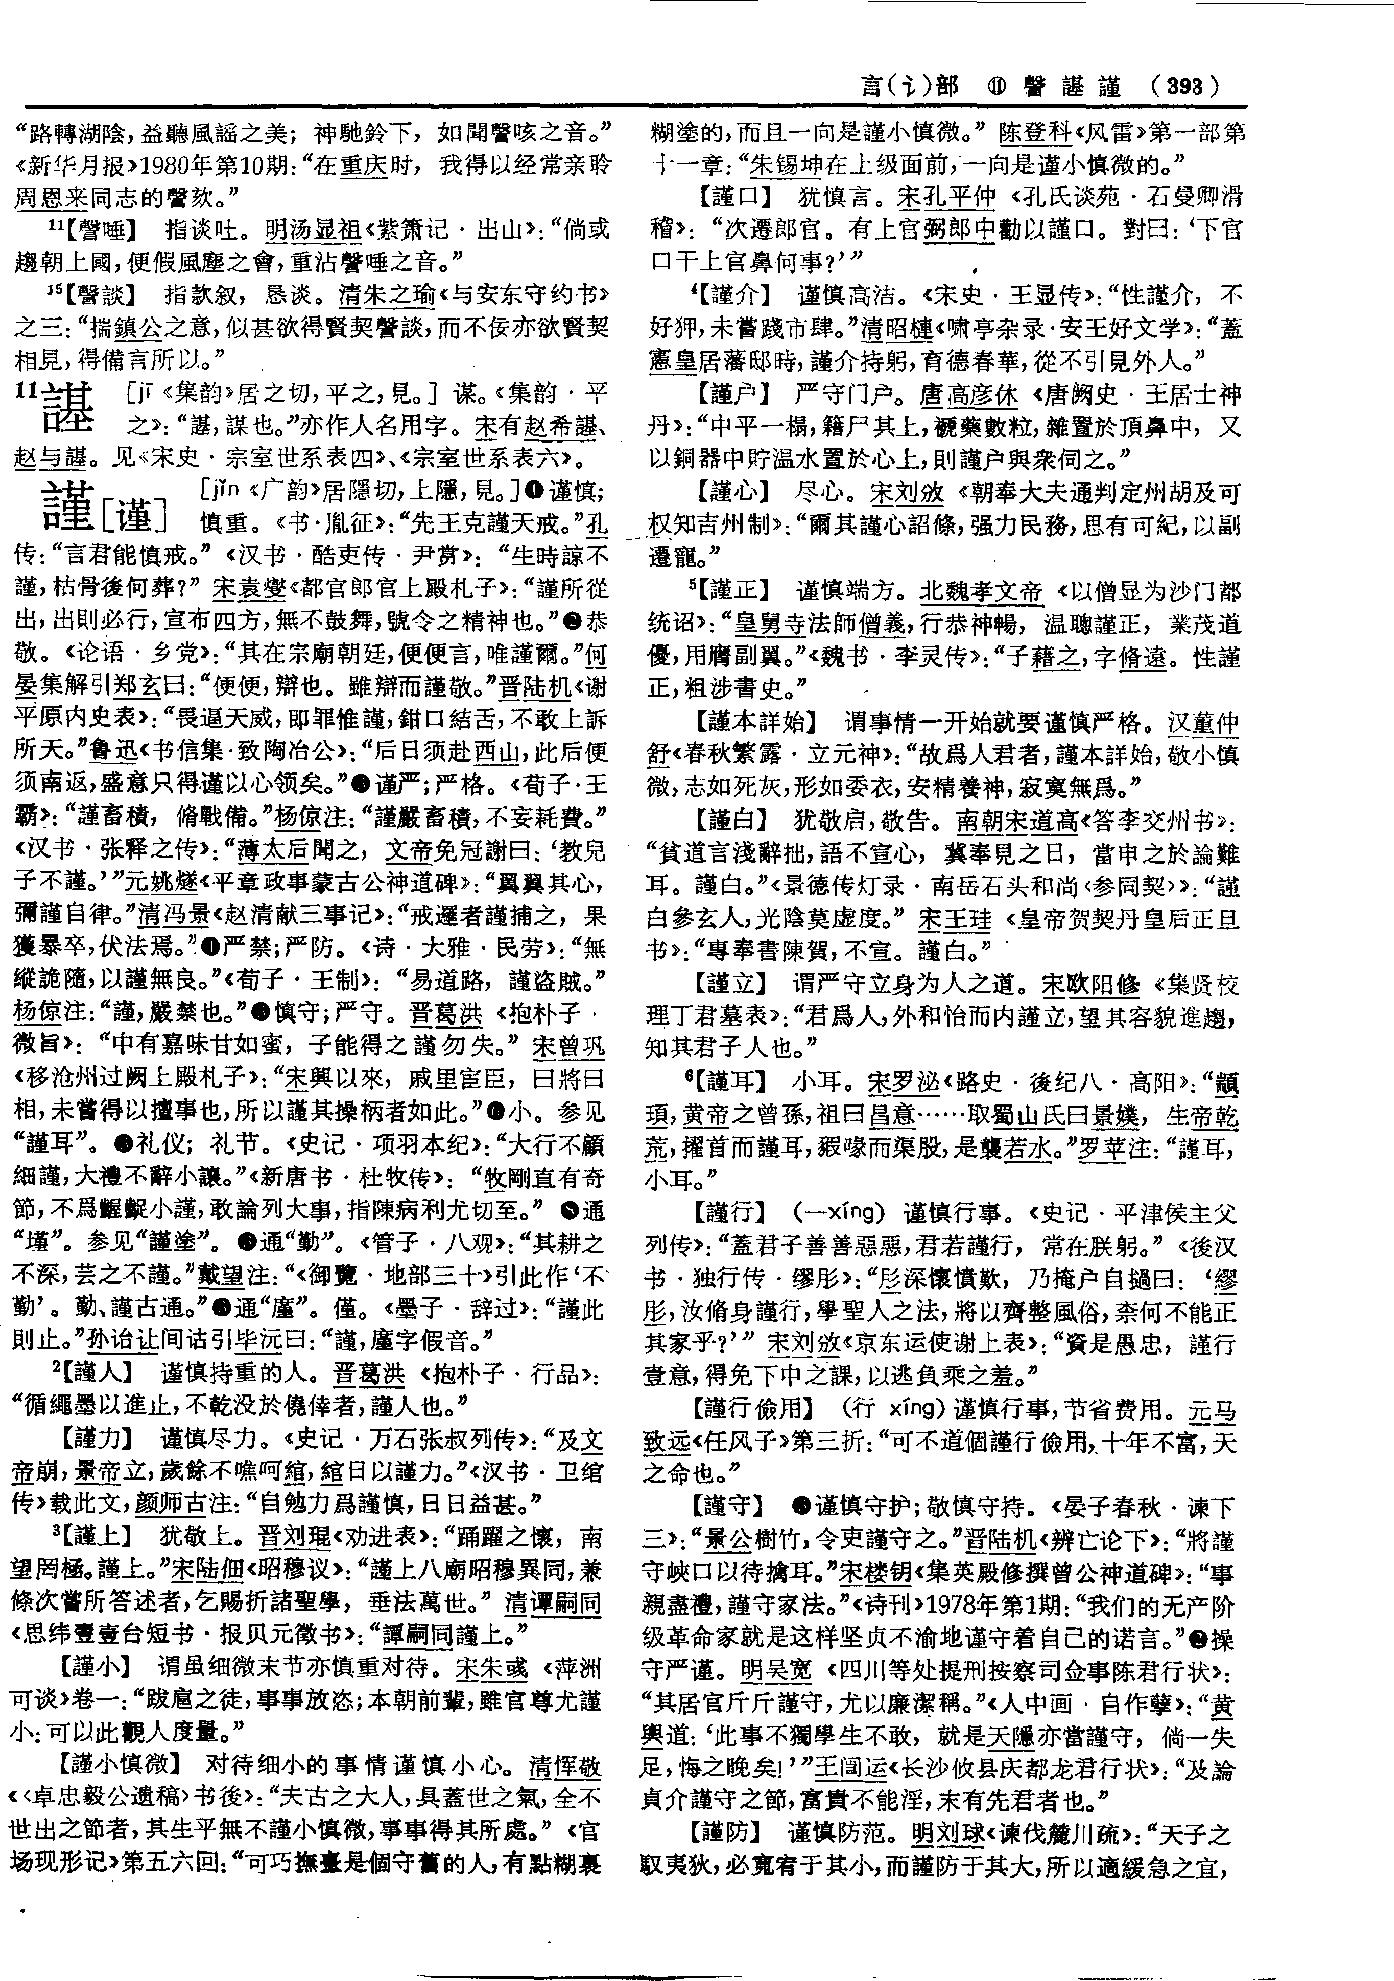 言(讠)部 ⑪ 謦 諶 謹 (393)
“路轉湖陰，益聽風謡之美；神馳鈴下，如聞謦咳之音。”
《新华月报》1980年第10期：“在重庆时，我得以经常亲聆
周恩来同志的謦欬。”
11【謦唾】 指谈吐。明汤显祖《紫箫记·出山》：“倘或
趨朝上國，便假風塵之會，重沾謦唾之音。”
15【謦談】 指款叙，恳谈。清朱之瑜《与安东守约书》
之三：“揣鎮公之意，似甚欲得賢契謦談，而不佞亦欲賢契
相見，得備言所以。”
11諅 [jī《集韵》居之切，平之，見。] 谋。《集韵·平
之》：“諅，謀也。”亦作人名用字。宋有赵希諅、
赵与諅。见《宋史·宗室世系表四》、《宗室世系表六》。
謹[谨] [jǐn《广韵》居隱切，上隱，見。]❶谨慎；
慎重。《书·胤征》：“先王克謹天戒。”孔
传：“言君能慎戒。”《汉书·酷吏传·尹赏》：“生時諒不
謹，枯骨後何葬？”宋袁燮《都官郎官上殿札子》：“謹所從
出，出則必行，宣布四方，無不鼓舞，號令之精神也。”❷恭
敬。《论语·乡党》：“其在宗廟朝廷，便便言，唯謹爾。”何
晏集解引郑玄曰：“便便，辯也。雖辯而謹敬。”晋陆机《谢
平原内史表》：“畏逼天威，即罪惟謹，鉗口結舌，不敢上訴
所天。”鲁迅《书信集·致陶冶公》：“后日须赴西山，此后便
须南返，盛意只得谨以心领矣。”❸谨严；严格。《荀子·王
霸》：“謹畜積，脩戰備。”杨倞注：“謹嚴畜積，不妄耗費。”
《汉书·张释之传》：“薄太后聞之，文帝免冠謝曰：‘教兒
子不謹。’”元姚燧《平章政事蒙古公神道碑》：“翼翼其心，
彌謹自律。”清冯景《赵清献三事记》：“戒邏者謹捕之，果
獲暴卒，伏法焉。”❹严禁；严防。《诗·大雅·民劳》：“無
縱詭隨，以謹無良。”《荀子·王制》：“易道路，謹盗賊。”
杨倞注：“謹，嚴禁也。”❺慎守；严守。晋葛洪《抱朴子·
微旨》：“中有嘉味甘如蜜，子能得之謹勿失。”宋曾巩
《移沧州过阙上殿札子》：“宋興以來，戚里宦臣，曰將曰
相，未嘗得以擅事也，所以謹其操柄者如此。”❻小。参见
“謹耳”。❼礼仪；礼节。《史记·项羽本纪》：“大行不顧
細謹，大禮不辭小讓。”《新唐书·杜牧传》：“牧剛直有奇
節，不爲齷齪小謹，敢論列大事，指陳病利尤切至。”❽通
“墐”。参见“謹塗”。❾通“勤”。《管子·八观》：“其耕之
不深，芸之不謹。”戴望注：“《御覽·地部三十》引此作‘不
勤’。勤、謹古通。”❿通“廑”。僅。《墨子·辞过》：“謹此
則止。”孙诒让间诂引毕沅曰：“謹，廑字假音。”
2【謹人】 谨慎持重的人。晋葛洪《抱朴子·行品》：
“循繩墨以進止，不乾没於僥倖者，謹人也。”
【謹力】 谨慎尽力。《史记·万石张叔列传》：“及文
帝崩，景帝立，歲餘不噍呵綰，綰日以謹力。”《汉书·卫绾
传》载此文，颜师古注：“自勉力爲謹慎，日日益甚。”
3【謹上】 犹敬上。晋刘琨《劝进表》：“踊躍之懷，南
望罔極。謹上。”宋陆佃《昭穆议》：“謹上八廟昭穆異同，兼
條次嘗所答述者，乞賜折諸聖學，垂法萬世。”清谭嗣同
《思纬壹壹台短书·报贝元徵书》：“譚嗣同謹上。”
【謹小】 谓虽细微末节亦慎重对待。宋朱彧《萍洲
可谈》卷一：“跋扈之徒，事事放恣；本朝前輩，雖官尊尤謹
小：可以此觀人度量。”
【謹小慎微】 对待细小的事情谨慎小心。清恽敬
《〈卓忠毅公遗稿〉书後》：“夫古之大人，具蓋世之氣，全不
世出之節者，其生平無不謹小慎微，事事得其所處。”《官
场现形记》第五六回：“可巧撫臺是個守舊的人，有點糊裏
糊塗的，而且一向是謹小慎微。”陈登科《风雷》第一部第
十一章：“朱锡坤在上级面前，一向是谨小慎微的。”
【謹口】 犹慎言。宋孔平仲《孔氏谈苑·石曼卿滑
稽》：“次遷郎官。有上官弼郎中勸以謹口。對曰：‘下官
口干上官鼻何事？’”
4【謹介】 谨慎高洁。《宋史·王显传》：“性謹介，不
好狎，未嘗踐市肆。”清昭槤《啸亭杂录·安王好文学》：“蓋
憲皇居藩邸時，謹介持躬，育德春華，從不引見外人。”
【謹户】 严守门户。唐高彦休《唐阙史·王居士神
丹》：“中平一榻，藉尸其上，褫藥數粒，雜置於頂鼻中，又
以銅器中貯温水置於心上，則謹户與衆伺之。”
【謹心】 尽心。宋刘攽《朝奉大夫通判定州胡及可
权知吉州制》：“爾其謹心詔條，强力民務，思有可紀，以副
遷寵。”
5【謹正】 谨慎端方。北魏孝文帝《以僧显为沙门都
统诏》：“皇舅寺法師僧義，行恭神暢，温聰謹正，業茂道
優，用膺副翼。”《魏书·李灵传》：“子藉之，字脩遠。性謹
正，粗涉書史。”
【謹本詳始】 谓事情一开始就要谨慎严格。汉董仲
舒《春秋繁露·立元神》：“故爲人君者，謹本詳始，敬小慎
微，志如死灰，形如委衣，安精養神，寂寞無爲。”
【謹白】 犹敬启，敬告。南朝宋道高《答李交州书》：
“貧道言淺辭拙，語不宣心，冀奉見之日，當申之於論難
耳。謹白。”《景德传灯录·南岳石头和尚〈参同契〉》：“謹
白參玄人，光陰莫虚度。”宋王珪《皇帝贺契丹皇后正旦
书》：“專奉書陳賀，不宣。謹白。”
【謹立】 谓严守立身为人之道。宋欧阳修《集贤校
理丁君墓表》：“君爲人，外和怡而内謹立，望其容貌進趨，
知其君子人也。”
6【謹耳】 小耳。宋罗泌《路史·後纪八·高阳》：“顓
頊，黄帝之曾孫，祖曰昌意……取蜀山氏曰景媄，生帝乾
荒，擢首而謹耳，豭喙而渠股，是襲若水。”罗苹注：“謹耳，
小耳。”
【謹行】 （一xíng）谨慎行事。《史记·平津侯主父
列传》：“蓋君子善善惡惡，君若謹行，常在朕躬。”《後汉
书·独行传·缪肜》：“肜深懷憤歎，乃掩户自撾曰：‘繆
肜，汝脩身謹行，學聖人之法，將以齊整風俗，柰何不能正
其家乎？’”宋刘攽《京东运使谢上表》：“資是愚忠，謹行
壹意，得免下中之課，以逃負乘之羞。”
【謹行儉用】 （行 xíng）谨慎行事，节省费用。元马
致远《任风子》第三折：“可不道個謹行儉用，十年不富，天
之命也。”
【謹守】 ❶谨慎守护；敬慎守持。《晏子春秋·谏下
三》：“景公樹竹，令吏謹守之。”晋陆机《辨亡论下》：“將謹
守峽口以待擒耳。”宋楼钥《集英殿修撰曾公神道碑》：“事
親盡禮，謹守家法。”《诗刊》1978年第1期：“我们的无产阶
级革命家就是这样坚贞不渝地谨守着自己的诺言。”❷操
守严谨。明吴宽《四川等处提刑按察司佥事陈君行状》：
“其居官斤斤謹守，尤以廉潔稱。”《人中画·自作孽》：“黄
輿道：‘此事不獨學生不敢，就是天隱亦當謹守，倘一失
足，悔之晚矣！’”王闿运《长沙攸县庆都龙君行状》：“及論
貞介謹守之節，富貴不能淫，末有先君者也。”
【謹防】 谨慎防范。明刘球《谏伐麓川疏》：“天子之
馭夷狄，必寬宥于其小，而謹防于其大，所以適緩急之宜，